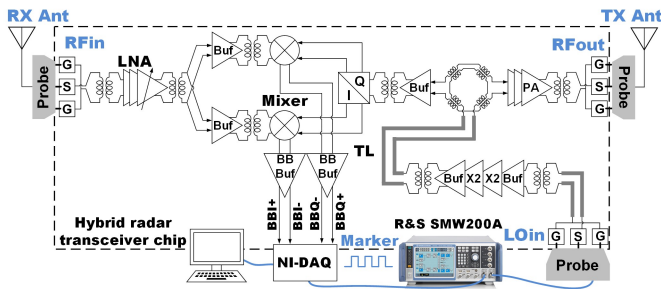 RX Ant
TX Ant
RFin
RFout
LNA
Buf
Mixer
Buf
Q
I
Buf
PA
G
S
G
Probe
G
S
G
Probe
TL
BB
Buf
BB
Buf
Buf X2 X2 Buf
BBI+
BBI-
BBQ-
BBQ+
Hybrid radar
transceiver chip
NI-DAQ
Marker
R&S SMW200A
LOin
G S G
Probe